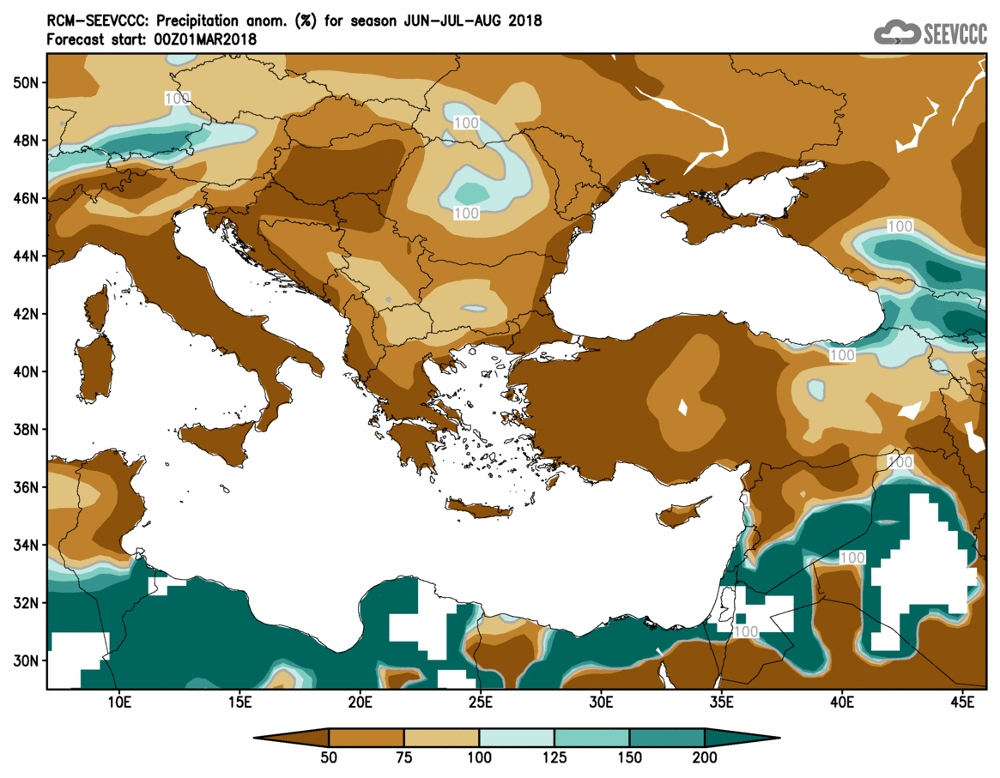 RCM-SEEVCCC: Precipitation anom. (%) for season JUN-JUL-AUG 2018
Forecast start: 00Z01MAR2018
SEEVCCC
50N
100
100
48N
46N
100
100
44N
42N
100
40N
38N
100
36N
0
34N
100
32N
100
30N
10E 15E 20E 25E 30E 35E 40E 45E
50 75 100 125 150 200